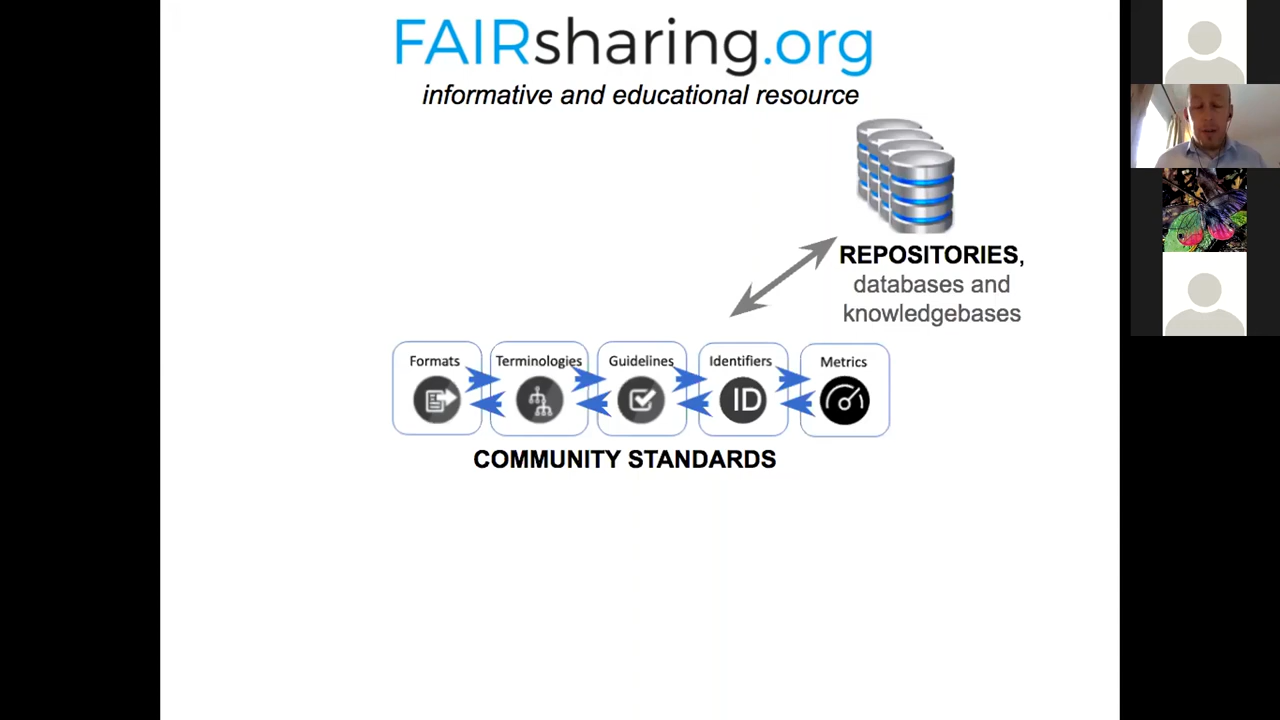 FAIRsharing.org
informative and educational resource
REPOSITORIES,
databases and
knowledgebases
Formats
Terminologies
Guidelines
Identifiers
Metrics
ID
COMMUNITY STANDARDS